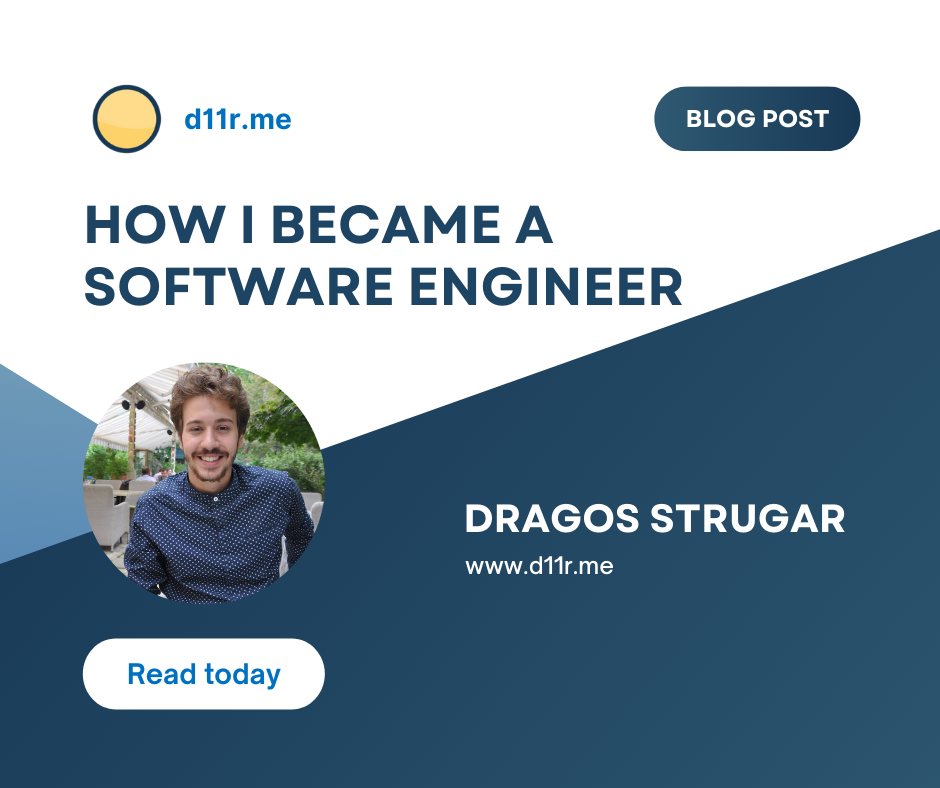 d11r.me
BLOG POST
HOW I BECAME A
SOFTWARE ENGINEER
DRAGOS STRUGAR
www.d11r.me
Read today